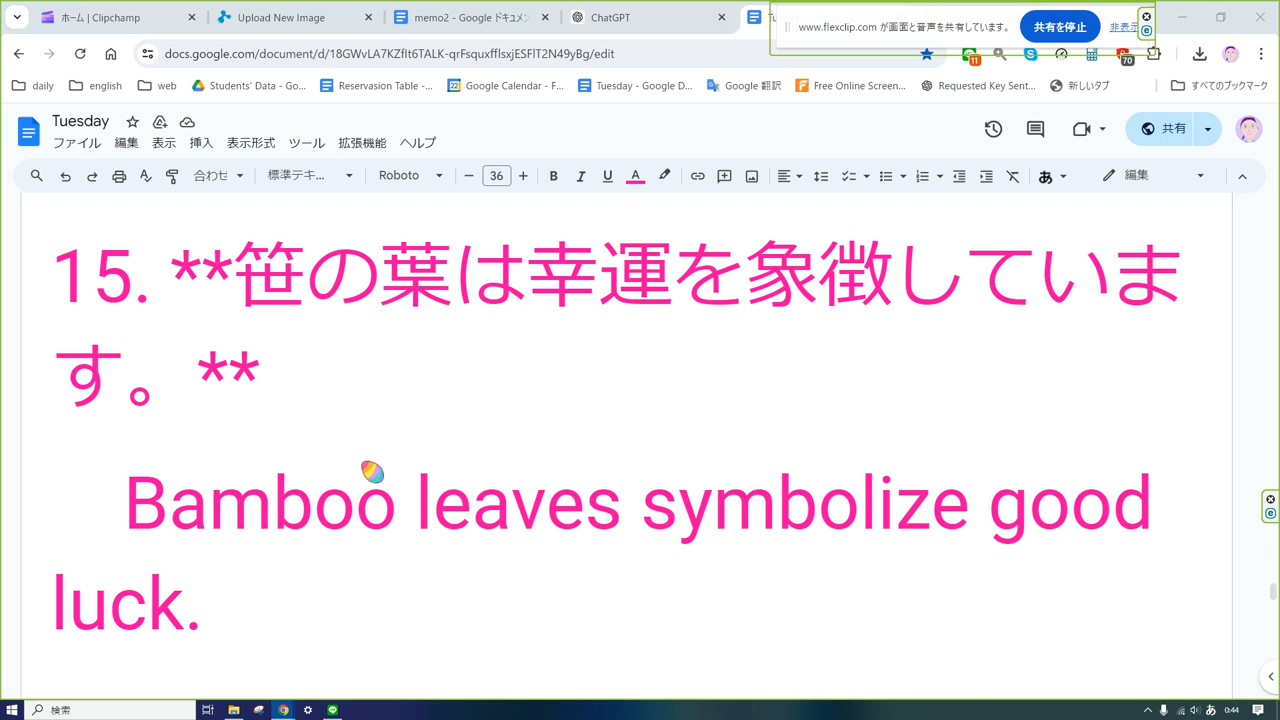 ホーム | Clipchamp
Upload New Image
memrc - Google ドキュメン
ChatGPT
www.flexclip.com が画面と音声を共有しています。
共有を停止
非表示
11
70
docs.google.com/document/d/
/edit
daily
english
web
Students' Data - Go...
Reservasion Table -...
Google Calendar - F...
Tuesday - Google D...
Google 翻訳
Free Online Screen...
Requested Key Sent...
新しいタブ
すべてのブックマーク
Tuesday
ファイル 編集 表示 挿入 表示形式 ツール 拡張機能 ヘルプ
共有
合わせ
標準テキ...
Roboto
36
B I U A
あ
編集
15. **笹の葉は幸運を象徴していま
す。**
Bamboo leaves symbolize good
luck.
検索
あ
0:44